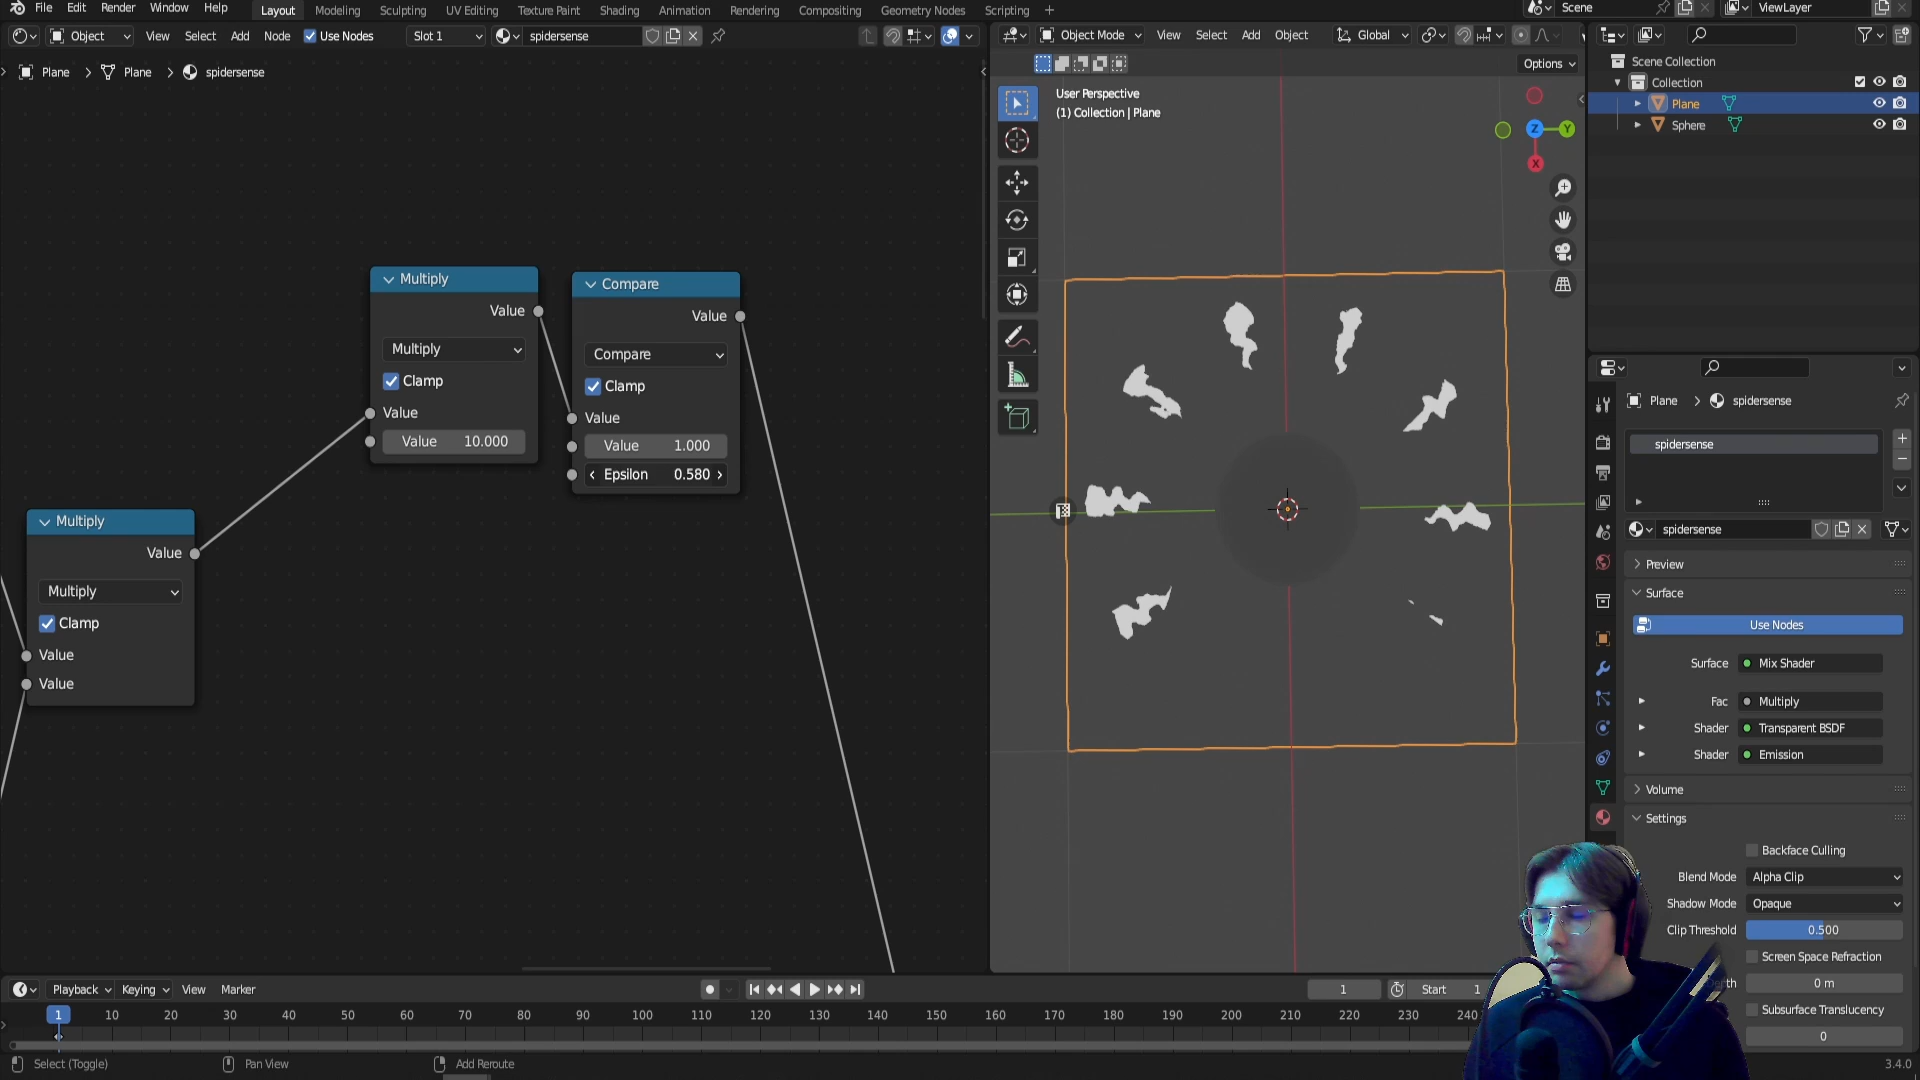 File Edit Render Window Help Layout Modeling Sculpting UV Editing Texture Paint Shading Animation Rendering Compositing Geometry Nodes Scripting + Scene ViewLayer
Object View Select Add Node Use Nodes Slot 1 spidersense
Object Mode View Select Add Object Global
Plane > Plane > spidersense
Options
User Perspective
(1) Collection | Plane
Z Y
X
Scene Collection
Collection
Plane
Sphere
Multiply
Value
Multiply
Clamp
Value
Value 10.000
Compare
Value
Compare
Clamp
Value
Value 1.000
Epsilon 0.580
Multiply
Value
Multiply
Clamp
Value
Value
Plane > spidersense
spidersense
spidersense
Preview
Surface
Use Nodes
Surface Mix Shader
Fac Multiply
Shader Transparent BSDF
Shader Emission
Volume
Settings
Backface Culling
Blend Mode Alpha Clip
Shadow Mode Opaque
Clip Threshold 0.500
Screen Space Refraction
0 m
Subsurface Translucency
0
Playback Keying View Marker
1 Start 1
1 10 20 30 40 50 60 70 80 90 100 110 120 130 140 150 160 170 180 190 200 210 220 230
Select (Toggle) Pan View Add Reroute
3.4.0